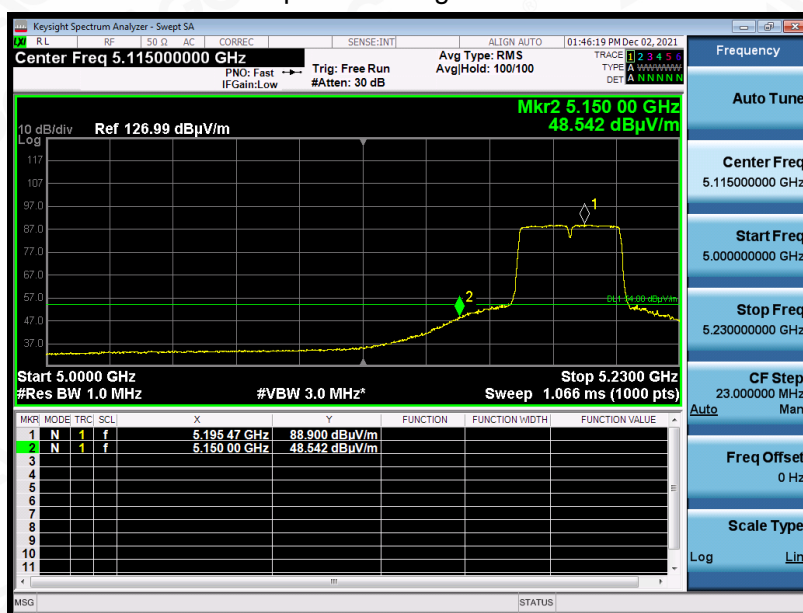 Keysight Spectrum Analyzer - Swept SA
LXI RL RF 50 Ω AC CORREC SENSE:INT ALIGN AUTO 01:46:19 PM Dec 02, 2021
Center Freq 5.115000000 GHz
PNO: Fast
IFGain:Low
Trig: Free Run
#Atten: 30 dB
Avg Type: RMS
Avg|Hold: 100/100
TRACE 1 2 3 4 5 6
TYPE A WWWWW
DET A N N N N N
Mkr2 5.150 00 GHz
48.542 dBμV/m
10 dB/div Ref 126.99 dBμV/m
Log
117
107
97.0
87.0
77.0
67.0
57.0
47.0
37.0
1
2
Start 5.0000 GHz
Stop 5.2300 GHz
#Res BW 1.0 MHz #VBW 3.0 MHz* Sweep 1.066 ms (1000 pts)
MKR MODE TRC SCL X Y FUNCTION FUNCTION WIDTH FUNCTION VALUE
1 N 1 f 5.195 47 GHz 88.900 dBμV/m
2 N 1 f 5.150 00 GHz 48.542 dBμV/m
3
4
5
6
7
8
9
10
11
MSG STATUS
Frequency
Auto Tune
Center Freq
5.115000000 GHz
Start Freq
5.000000000 GHz
Stop Freq
5.230000000 GHz
CF Step
23.000000 MHz
Auto Man
Freq Offset
0 Hz
Scale Type
Log Lin